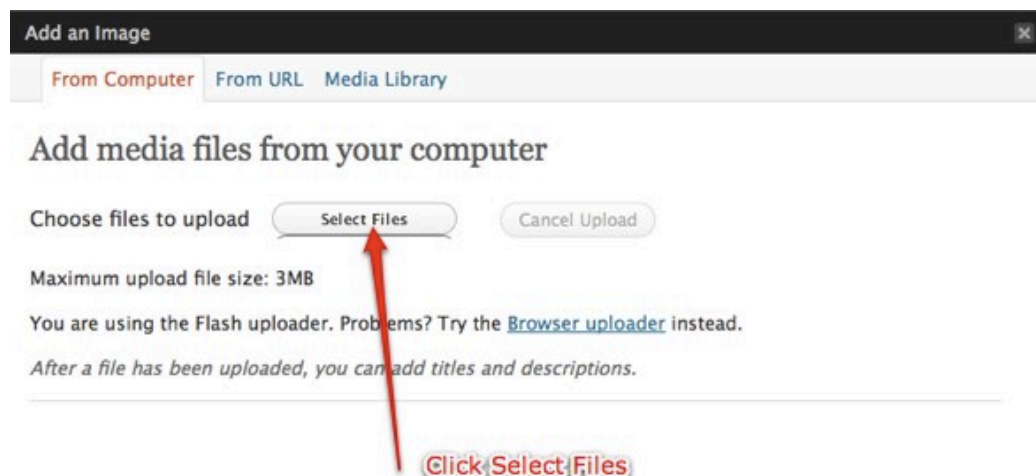 Add an Image
From Computer From URL Media Library
Add media files from your computer
Choose files to upload Select Files Cancel Upload
Maximum upload file size: 3MB
You are using the Flash uploader. Problems? Try the Browser uploader instead.
After a file has been uploaded, you can add titles and descriptions.
Click Select Files